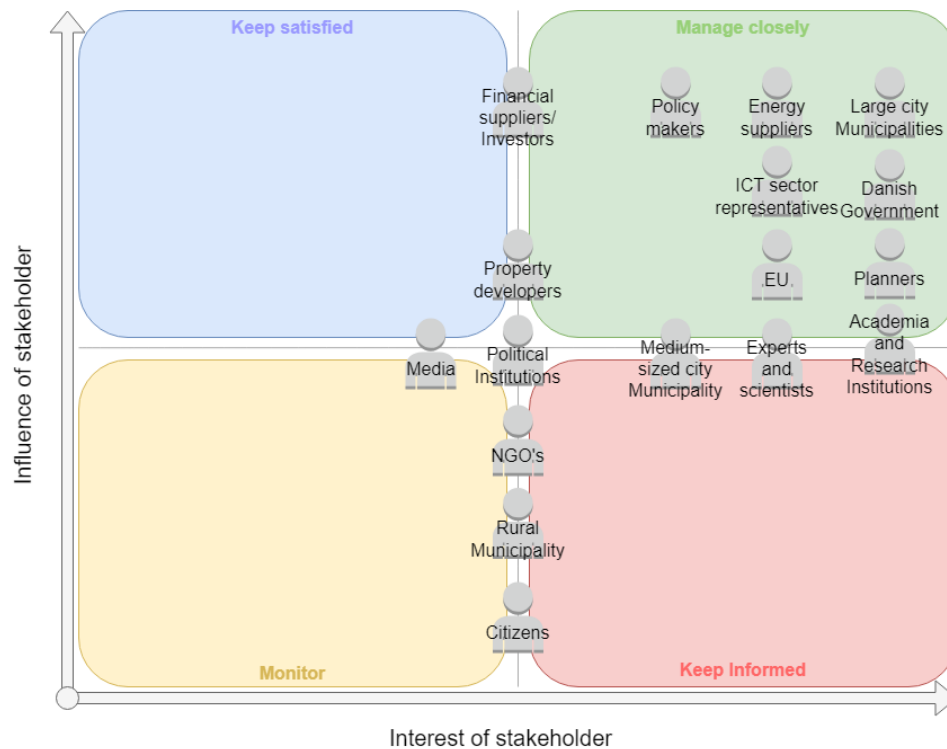 Keep satisfied
Manage closely
Financial
suppliers/
Investors
Policy
makers
Energy
suppliers
Large city
Municipalities
ICT sector
representatives
Danish
Government
Property
developers
EU
Planners
Media
Political
Institutions
Medium-
sized city
Municipality
Experts
and
scientists
Academia
and
Research
Institutions
NGO's
Rural
Municipality
Citizens
Monitor
Keep Informed
Influence of stakeholder
Interest of stakeholder